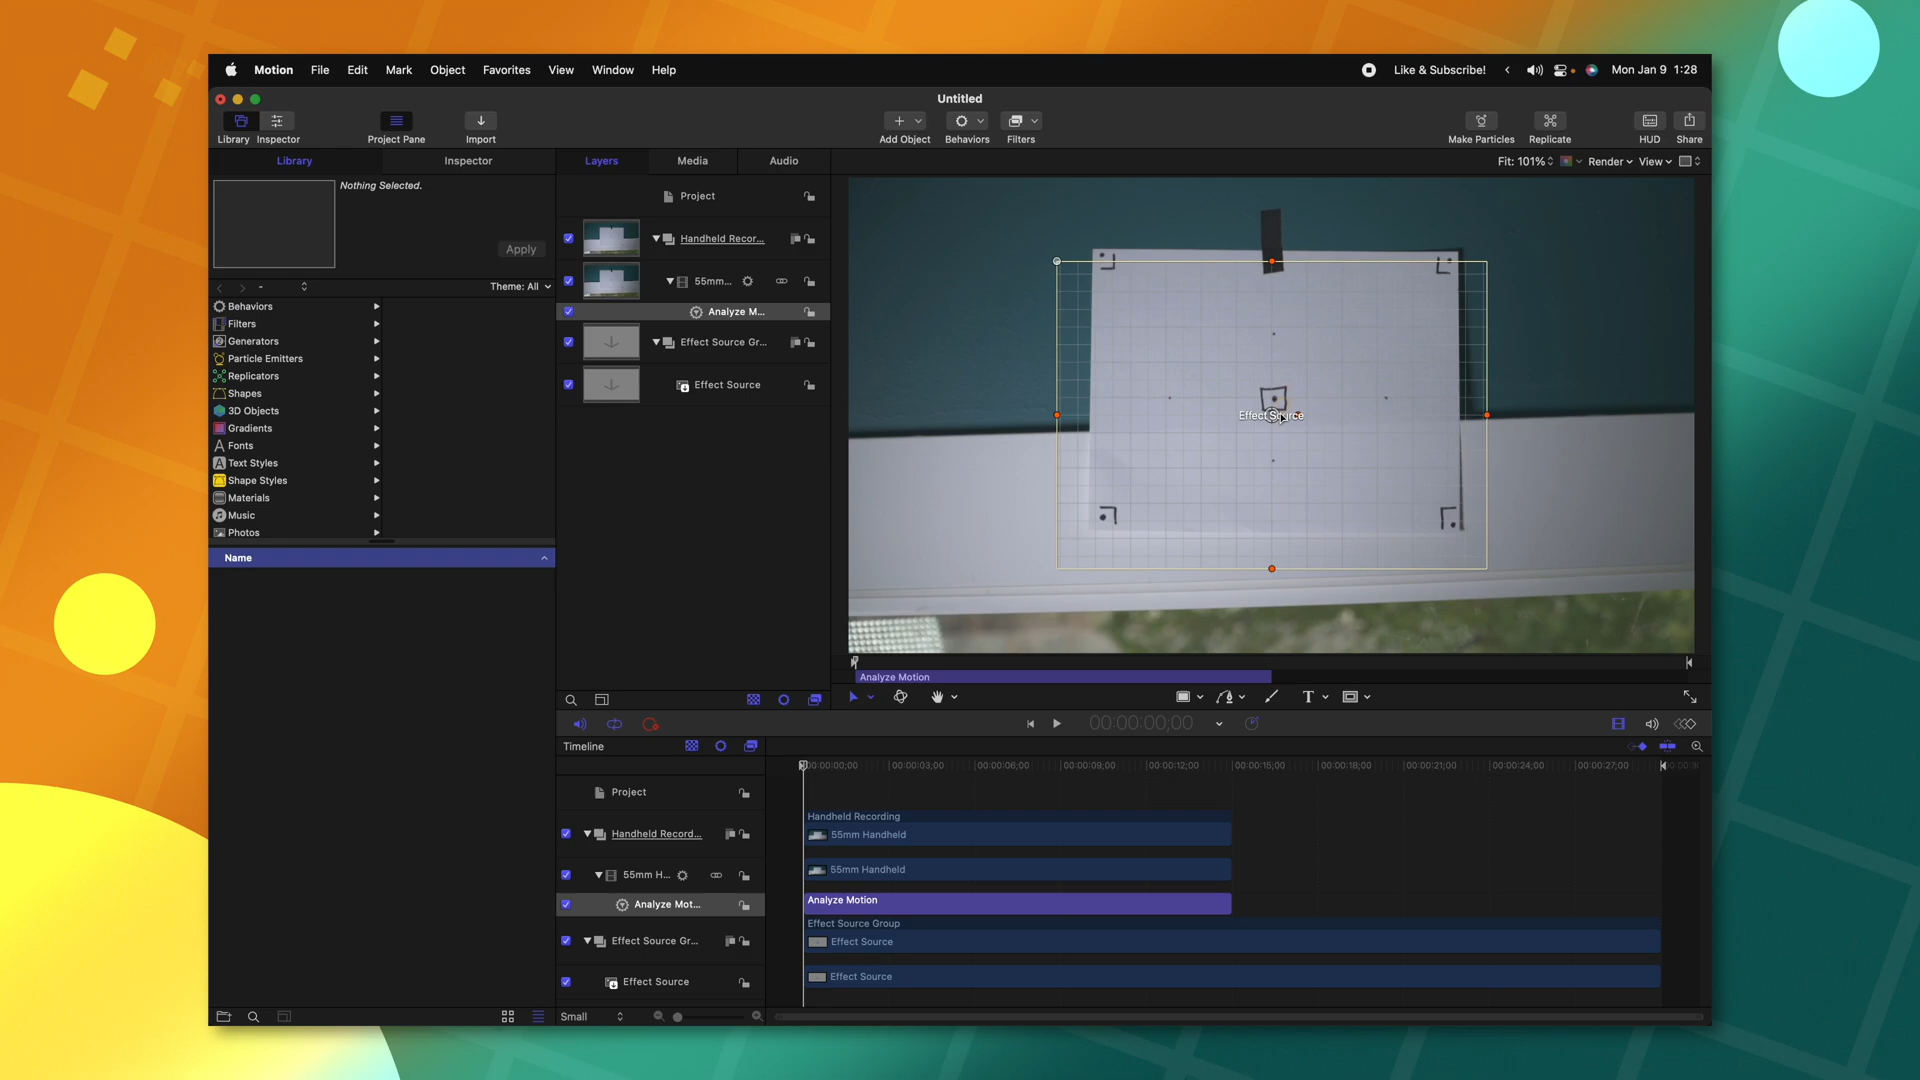 Motion File Edit Mark Object Favorites View Window Help
Like & Subscribe! Mon Jan 9 1:28
Untitled
Library Inspector Project Pane Import Add Object Behaviors Filters Make Particles Replicate HUD Share
Library Inspector Layers Media Audio
Fit: 101% Render View
Nothing Selected.
Apply
Theme: All
Behaviors
Filters
Generators
Particle Emitters
Replicators
Shapes
3D Objects
Gradients
Fonts
Text Styles
Shape Styles
Materials
Music
Photos
Name
Project
Handheld Recor...
55mm...
Analyze M...
Effect Source Gr...
Effect Source
Effect Source
Analyze Motion
T
00:00:00;00
Timeline
00:00:00;00 00:00:03;00 00:00:06;00 00:00:09;00 00:00:12;00 00:00:15;00 00:00:18;00 00:00:21;00 00:00:24;00 00:00:27;00
Project
Handheld Recording
Handheld Record...
55mm Handheld
55mm H...
55mm Handheld
Analyze Mot...
Analyze Motion
Effect Source Group
Effect Source Gr...
Effect Source
Effect Source
Effect Source
Small